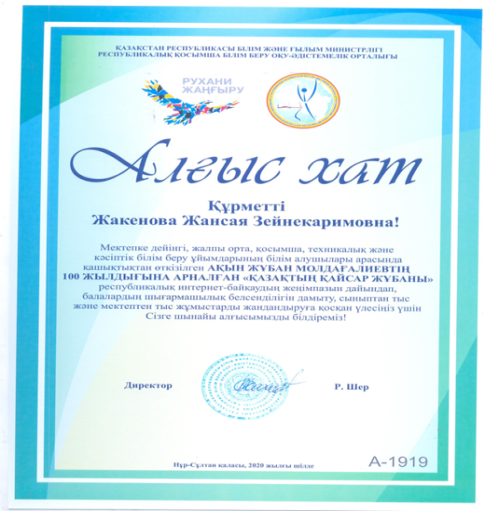 ҚАЗАҚСТАН РЕСПУБЛИКАСЫ БІЛІМ ЖӘНЕ ҒЫЛЫМ МИНИСТРЛІГІ
РЕСПУБЛИКАЛЫҚ ҚОСЫМША БІЛІМ БЕРУ ОҚУ-ӘДІСТЕМЕЛІК ОРТАЛЫҒЫ
РУХАНИ
ЖАҢҒЫРУ
Алғыс хат
Құрметті
Жакенова Жансая Зейнекаримовна!
Мектепке дейінгі, жалпы орта, қосымша, техникалық және
кәсіптік білім беру ұйымдарының білім алушылары арасында
қашықтықтан өткізілген АҚЫН ЖҰБАН МОЛДАҒАЛИЕВТІҢ
100 ЖЫЛДЫҒЫНА АРНАЛҒАН «ҚАЗАҚТЫҢ ҚАЙСАР ЖҰБАНЫ»
республикалық интернет-байқаудың жеңімпазын дайындап,
балалардың шығармашылық белсенділігін дамыту, сыныптан тыс
және мектептен тыс жұмыстарды жандандыруға қосқан үлесіңіз үшін
Сізге шынайы алғысымызды білдіреміз!
Директор Р. Шер
Нұр-Сұлтан қаласы, 2020 жылғы шілде
А-1919